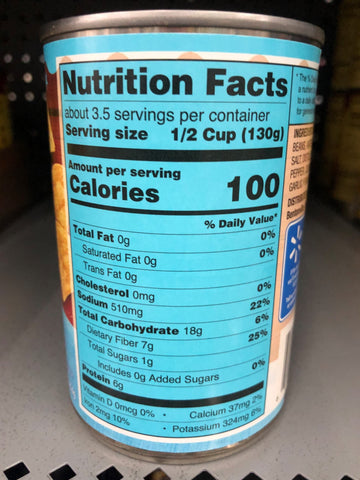 Nutrition Facts
about 3.5 servings per container
Serving size 1/2 Cup (130g)
Amount per serving
Calories 100
% Daily Value*
Total Fat 0g 0%
Saturated Fat 0g 0%
Trans Fat 0g
Cholesterol 0mg 0%
Sodium 510mg 22%
Total Carbohydrate 18g 6%
Dietary Fiber 7g 25%
Total Sugars 1g
Includes 0g Added Sugars 0%
Protein 6g
Vitamin D 0mcg 0% • Calcium 37mg 2%
Iron 2mg 10% • Potassium 324mg 6%